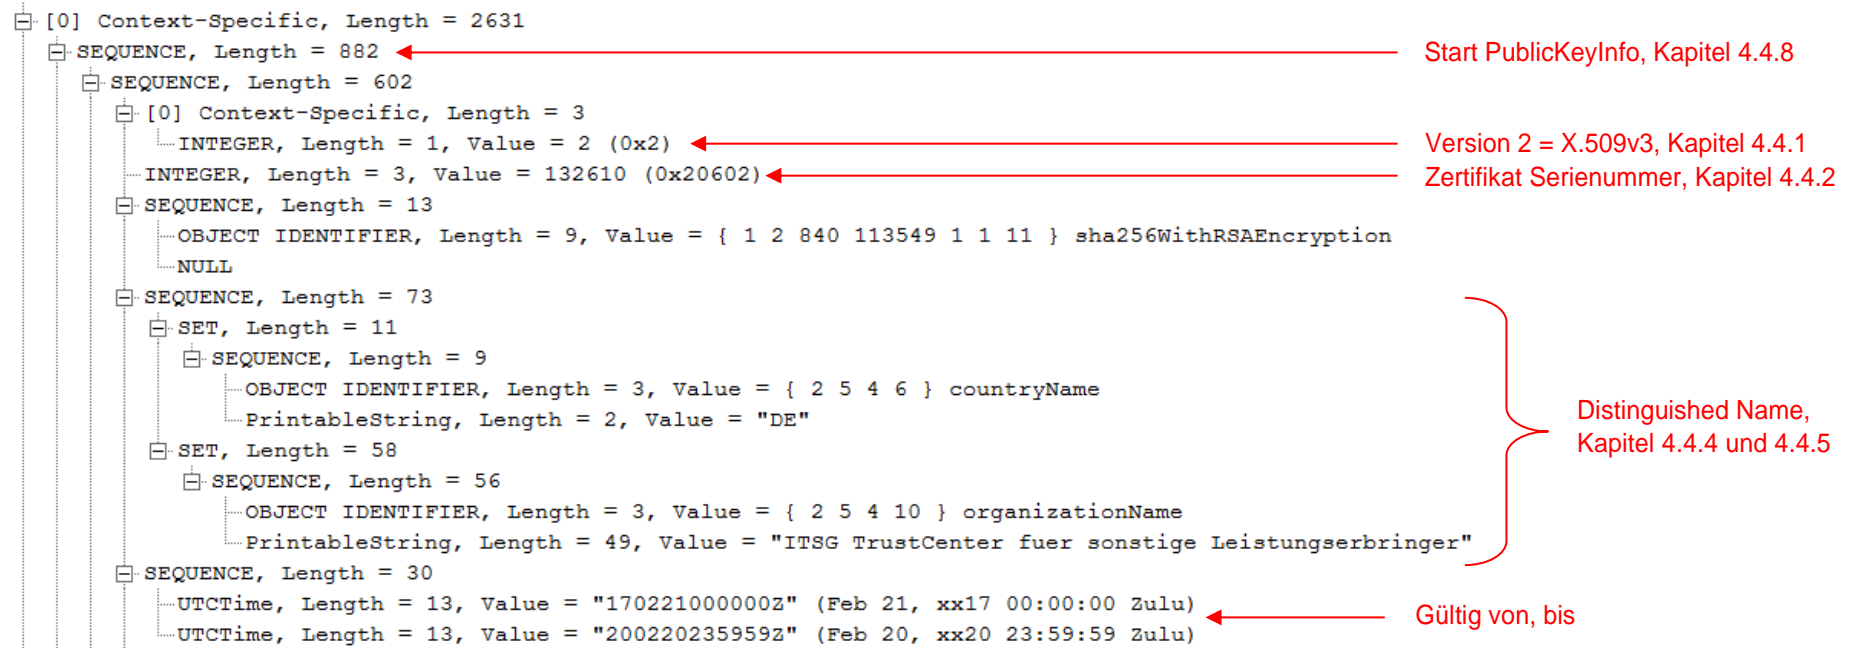 [0] Context-Specific, Length = 2631
SEQUENCE, Length = 882
Start PublicKeyInfo, Kapitel 4.4.8
SEQUENCE, Length = 602
[0] Context-Specific, Length = 3
INTEGER, Length = 1, Value = 2 (0x2)
Version 2 = X.509v3, Kapitel 4.4.1
INTEGER, Length = 3, Value = 132610 (0x20602)
Zertifikat Serienummer, Kapitel 4.4.2
SEQUENCE, Length = 13
OBJECT IDENTIFIER, Length = 9, Value = { 1 2 840 113549 1 1 11 } sha256WithRSAEncryption
NULL
SEQUENCE, Length = 73
SET, Length = 11
SEQUENCE, Length = 9
OBJECT IDENTIFIER, Length = 3, Value = { 2 5 4 6 } countryName
PrintableString, Length = 2, Value = "DE"
Distinguished Name,
Kapitel 4.4.4 und 4.4.5
SET, Length = 58
SEQUENCE, Length = 56
OBJECT IDENTIFIER, Length = 3, Value = { 2 5 4 10 } organizationName
PrintableString, Length = 49, Value = "ITSG TrustCenter fuer sonstige Leistungserbringer"
SEQUENCE, Length = 30
UTCTime, Length = 13, Value = "170221000000Z" (Feb 21, xx17 00:00:00 Zulu)
Gültig von, bis
UTCTime, Length = 13, Value = "200220235959Z" (Feb 20, xx20 23:59:59 Zulu)